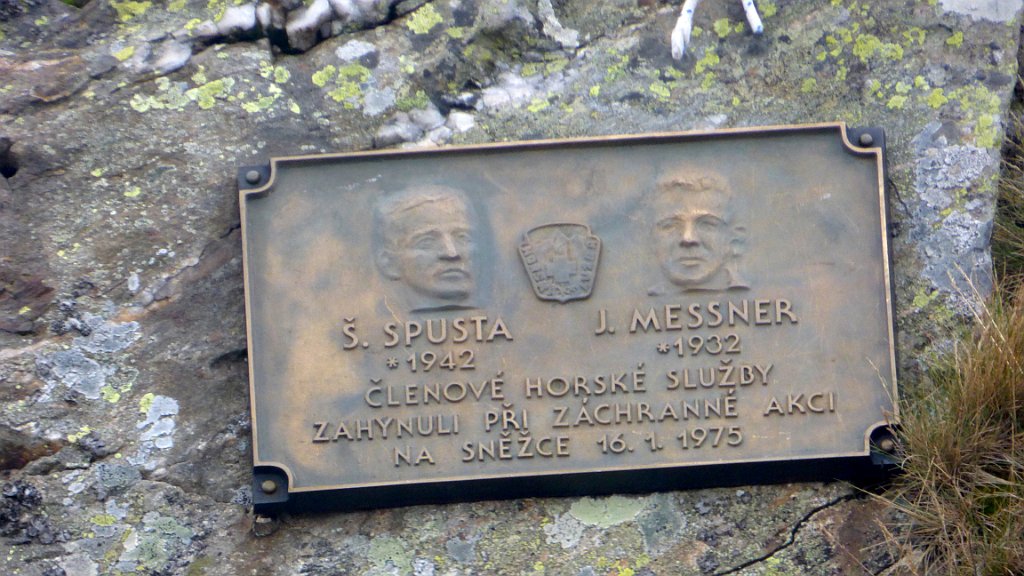 Š. SPUSTA J. MESSNER
*1942 *1932
ČLENOVÉ HORSKÉ SLUŽBY
ZAHYNULI PŘI ZÁCHRANNÉ AKCI
NA SNĚŽCE 16. 1. 1975